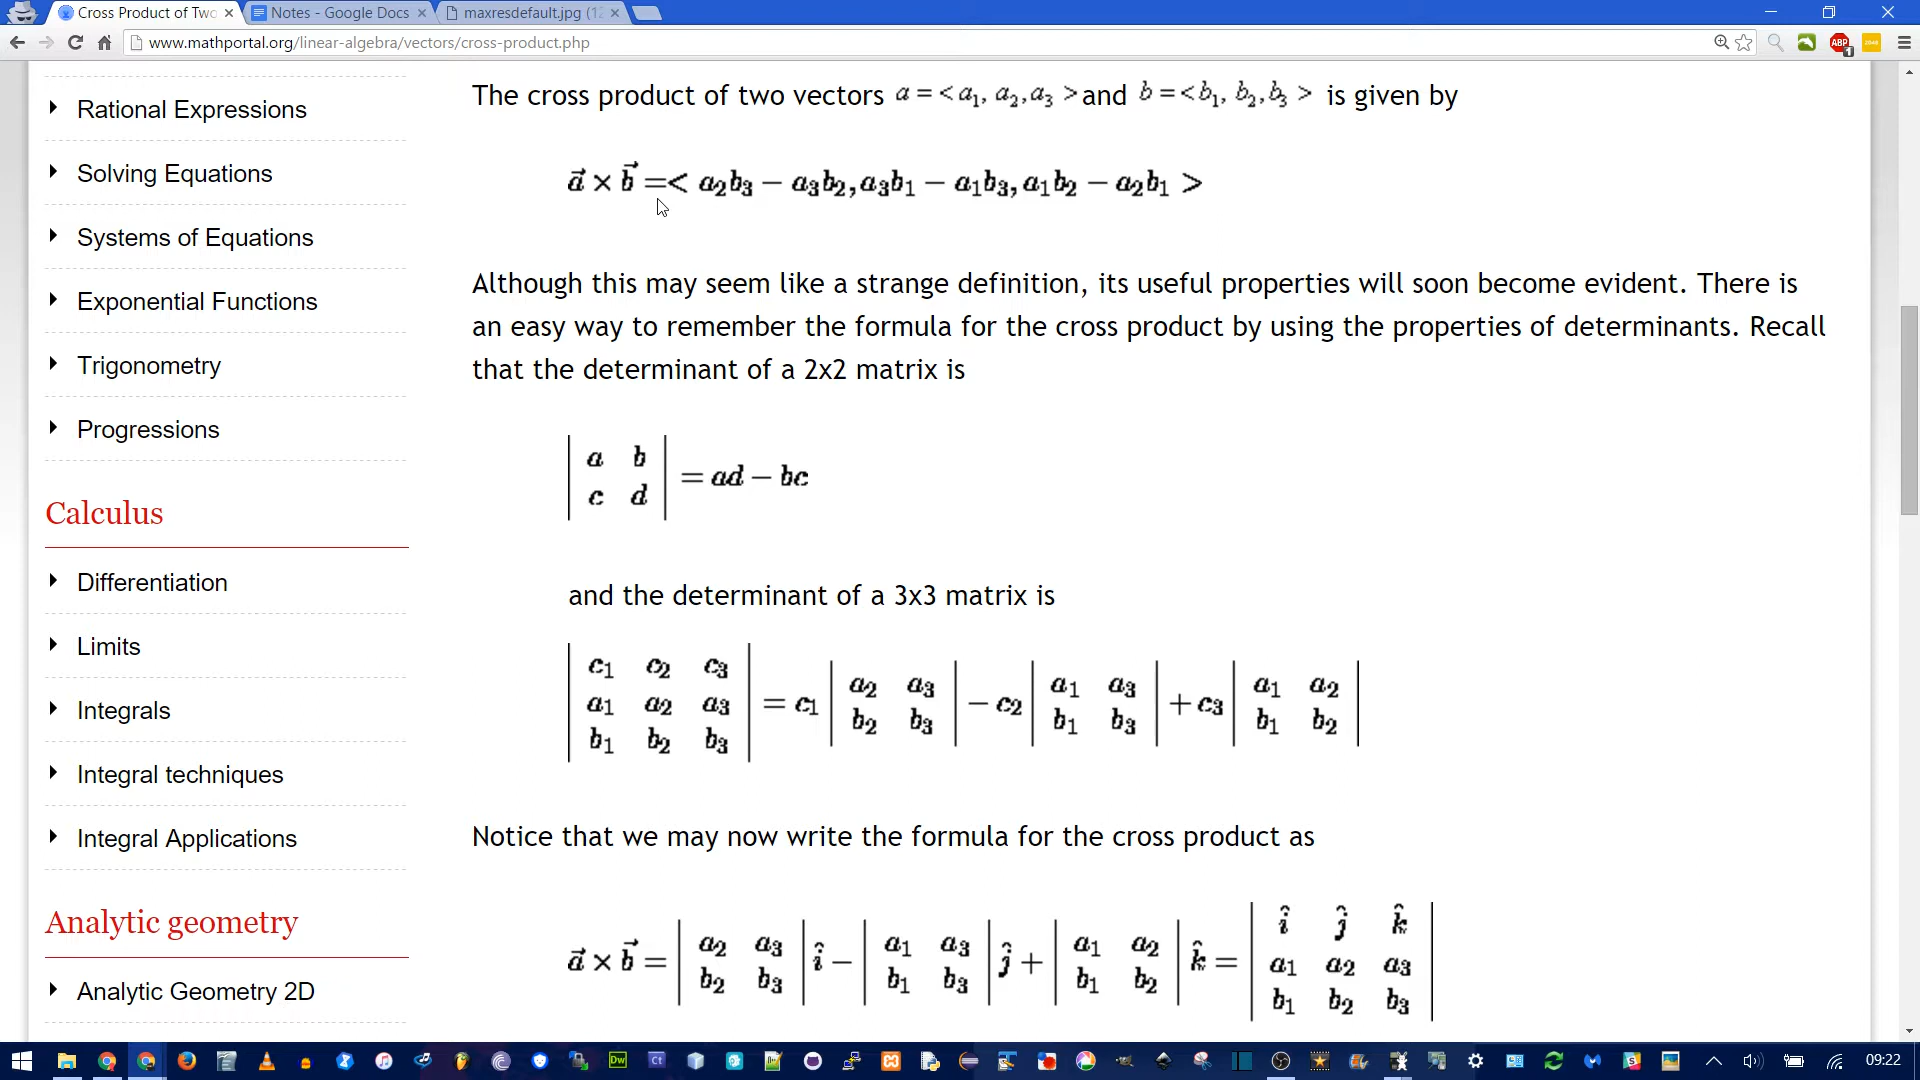 Cross Product of Two
Notes - Google Docs
maxresdefault.jpg (12
www.mathportal.org/linear-algebra/vectors/cross-product.php
ABP
1
Rational Expressions
Solving Equations
Systems of Equations
Exponential Functions
Trigonometry
Progressions
Calculus
Differentiation
Limits
Integrals
Integral techniques
Integral Applications
Analytic geometry
Analytic Geometry 2D
The cross product of two vectors a = <a₁, a₂,a₃ > and b = <b₁, b₂,b₃ > is given by
a⃗ × b⃗ =< a₂b₃ − a₃b₂,a₃b₁ − a₁b₃,a₁b₂ − a₂b₁ >
Although this may seem like a strange definition, its useful properties will soon become evident. There is
an easy way to remember the formula for the cross product by using the properties of determinants. Recall
that the determinant of a 2x2 matrix is
| a b |
| c d | = ad − bc
and the determinant of a 3x3 matrix is
| c₁ c₂ c₃ |
| a₁ a₂ a₃ | = c₁ | a₂ a₃ | − c₂ | a₁ a₃ | + c₃ | a₁ a₂ |
| b₁ b₂ b₃ | | b₂ b₃ | | b₁ b₃ | | b₁ b₂ |
Notice that we may now write the formula for the cross product as
a⃗ × b⃗ = | a₂ a₃ | î − | a₁ a₃ | ĵ + | a₁ a₂ | k̂ = | î ĵ k̂ |
| b₂ b₃ | | b₁ b₃ | | b₁ b₂ | | a₁ a₂ a₃ |
| b₁ b₂ b₃ |
Dw
Ct
09:22